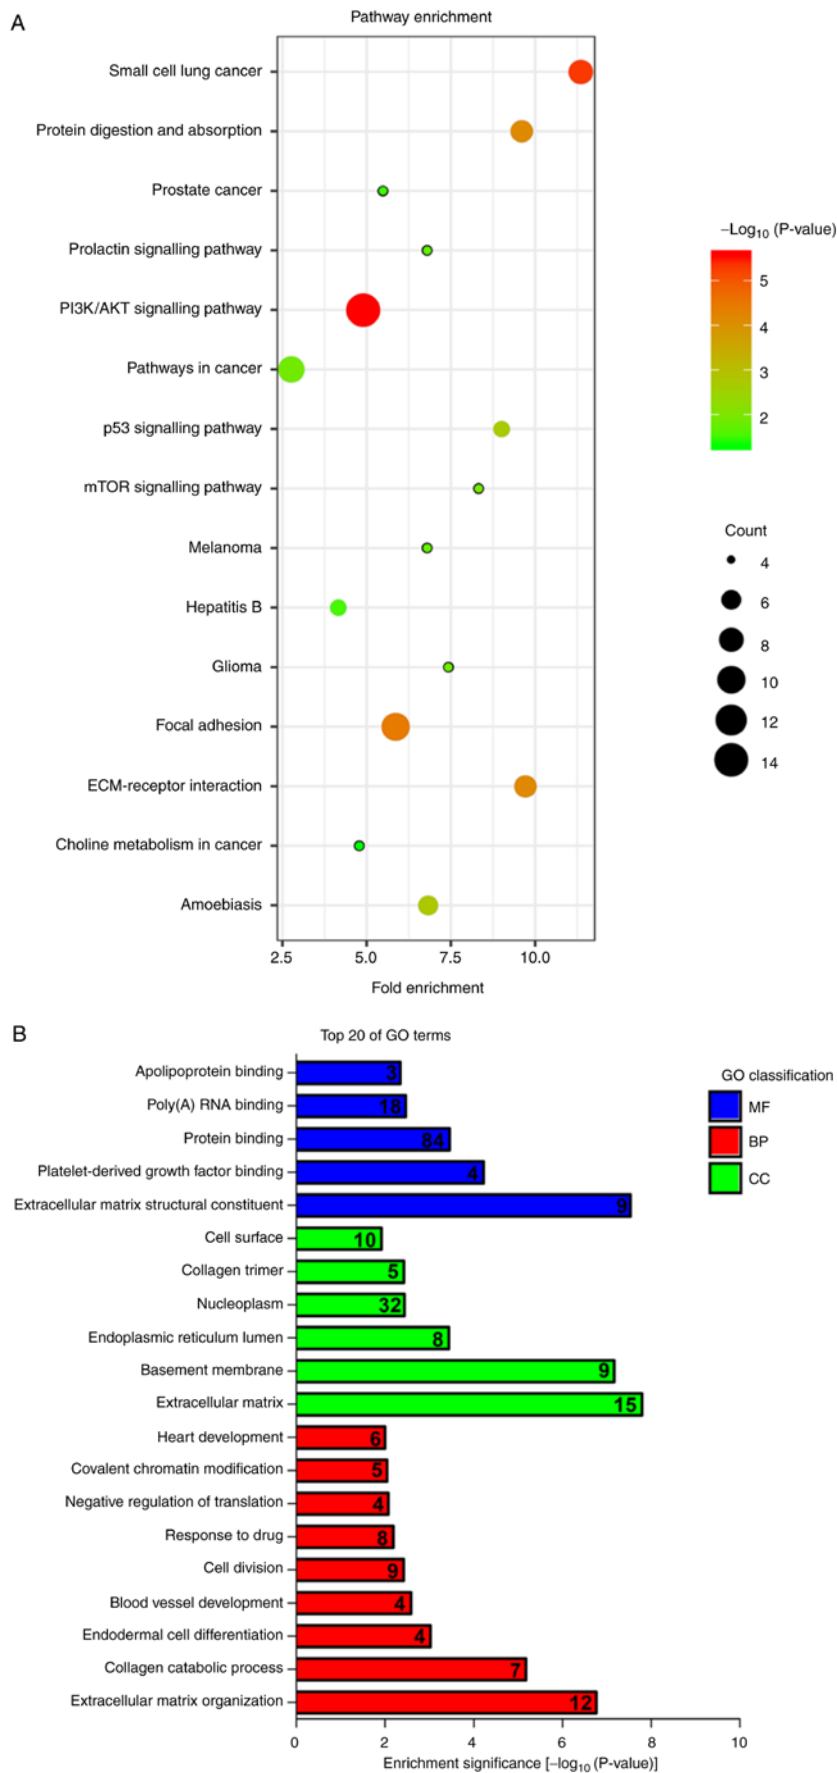 A
Pathway enrichment
Small cell lung cancer
Protein digestion and absorption
Prostate cancer
Prolactin signalling pathway
PI3K/AKT signalling pathway
Pathways in cancer
p53 signalling pathway
mTOR signalling pathway
Melanoma
Hepatitis B
Glioma
Focal adhesion
ECM-receptor interaction
Choline metabolism in cancer
Amoebiasis
2.5 5.0 7.5 10.0
Fold enrichment
−Log10 (P-value)
5
4
3
2
Count
4
6
8
10
12
14
B
Top 20 of GO terms
Apolipoprotein binding 3
Poly(A) RNA binding 18
Protein binding 84
Platelet-derived growth factor binding 4
Extracellular matrix structural constituent 9
Cell surface 10
Collagen trimer 5
Nucleoplasm 32
Endoplasmic reticulum lumen 8
Basement membrane 9
Extracellular matrix 15
Heart development 6
Covalent chromatin modification 5
Negative regulation of translation 4
Response to drug 8
Cell division 9
Blood vessel development 4
Endodermal cell differentiation 4
Collagen catabolic process 7
Extracellular matrix organization 12
0 2 4 6 8 10
Enrichment significance [−log10 (P-value)]
GO classification
MF
BP
CC